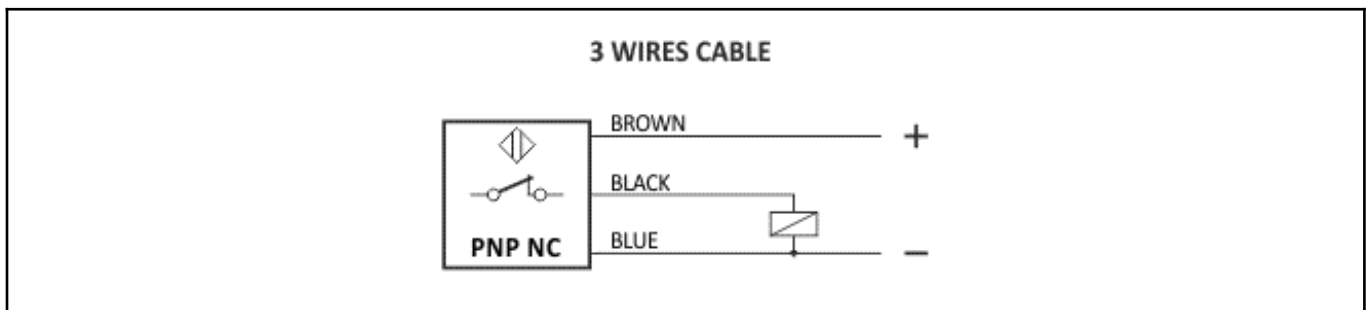 3 WIRES CABLE
BROWN
+
BLACK
PNP NC
BLUE
−